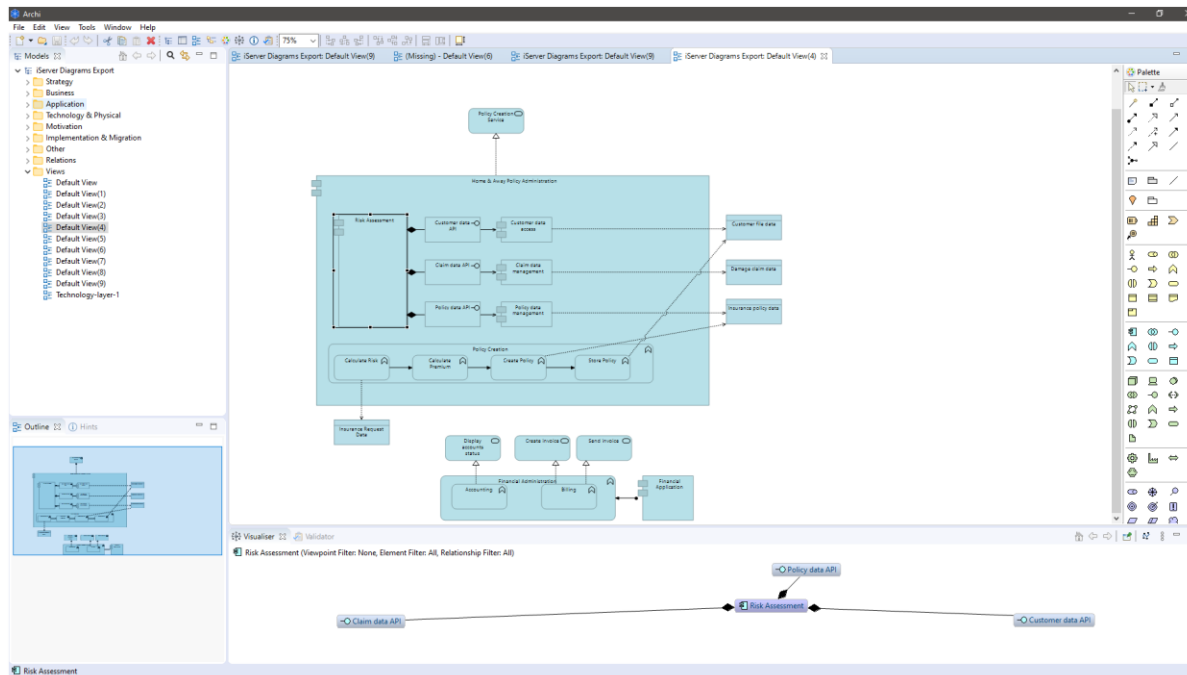 Archi
File Edit View Tools Window Help
75%
Models
iServer Diagrams Export
Strategy
Business
Application
Technology & Physical
Motivation
Implementation & Migration
Other
Relations
Views
Default View
Default View(1)
Default View(2)
Default View(3)
Default View(4)
Default View(5)
Default View(6)
Default View(7)
Default View(8)
Default View(9)
Technology-layer-1
Outline Hints
iServer Diagrams Export: Default View(9) (Missing) - Default View(6) iServer Diagrams Export: Default View(9) iServer Diagrams Export: Default View(4)
Policy Creation
Service
Home & Away Policy Administration
Risk Assessment
Customer data
API
Customer data
access
Customer file data
Claim data API
Claim data
management
Damage claim data
Policy data API
Policy data
management
Insurance policy data
Policy Creation
Calculate Risk
Calculate
Premium
Create Policy
Store Policy
Insurance Request
Data
Display
accounts
status
Create Invoice
Send Invoice
Financial Administration
Accounting
Billing
Financial
Application
Palette
Visualiser Validator
Risk Assessment (Viewpoint Filter: None, Element Filter: All, Relationship Filter: All)
Policy data API
Risk Assessment
Claim data API
Customer data API
Risk Assessment